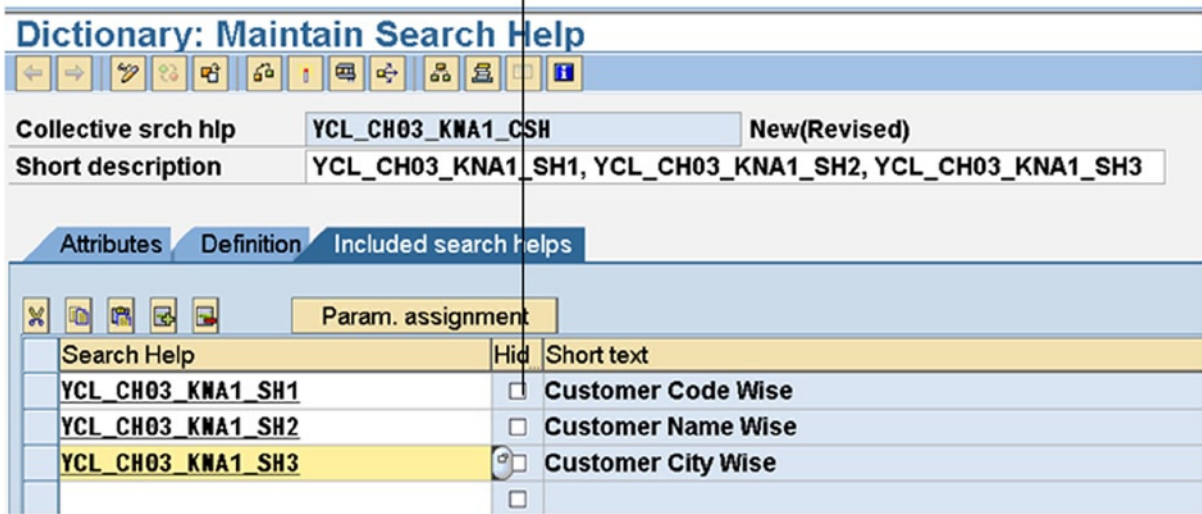 Dictionary: Maintain Search Help
Collective srch hlp YCL_CH03_KNA1_CSH New(Revised)
Short description YCL_CH03_KNA1_SH1, YCL_CH03_KNA1_SH2, YCL_CH03_KNA1_SH3
Attributes Definition Included search helps
Param. assignment
Search Help Hid... Short text
YCL_CH03_KNA1_SH1 Customer Code Wise
YCL_CH03_KNA1_SH2 Customer Name Wise
YCL_CH03_KNA1_SH3 Customer City Wise